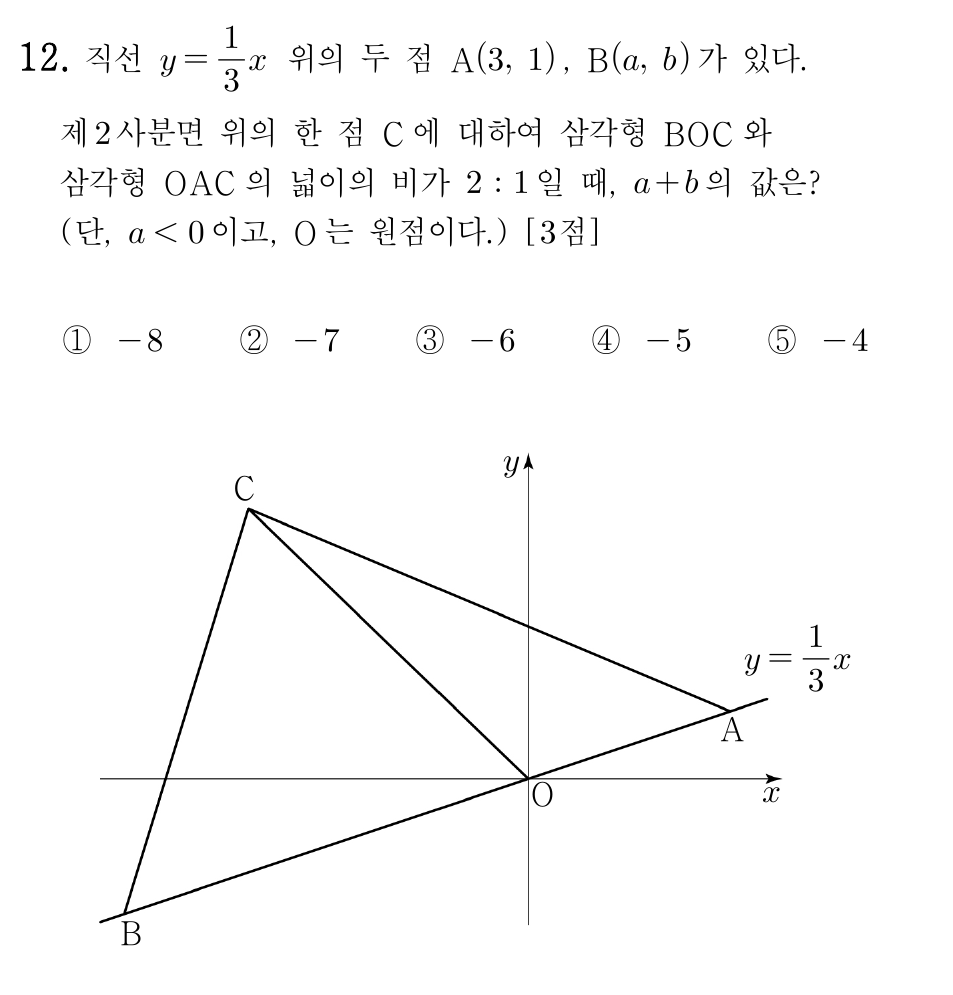 12. 직선 y=1/3x 위의 두 점 A(3, 1), B(a, b)가 있다.
제2사분면 위의 한 점 C에 대하여 삼각형 BOC와
삼각형 OAC의 넓이의 비가 2 : 1일 때, a+b의 값은?
(단, a<0이고, O는 원점이다.) [3점]
① -8 ② -7 ③ -6 ④ -5 ⑤ -4
y
C
y=1/3x
A
O
x
B